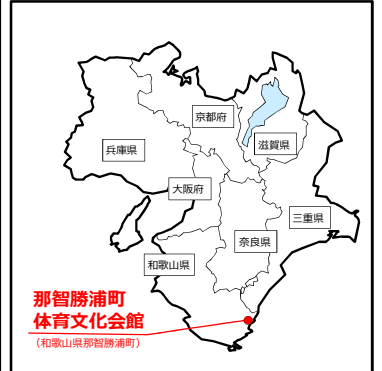 京都府
兵庫県
滋賀県
大阪府
三重県
奈良県
和歌山県
那智勝浦町
体育文化会館
（和歌山県那智勝浦町）